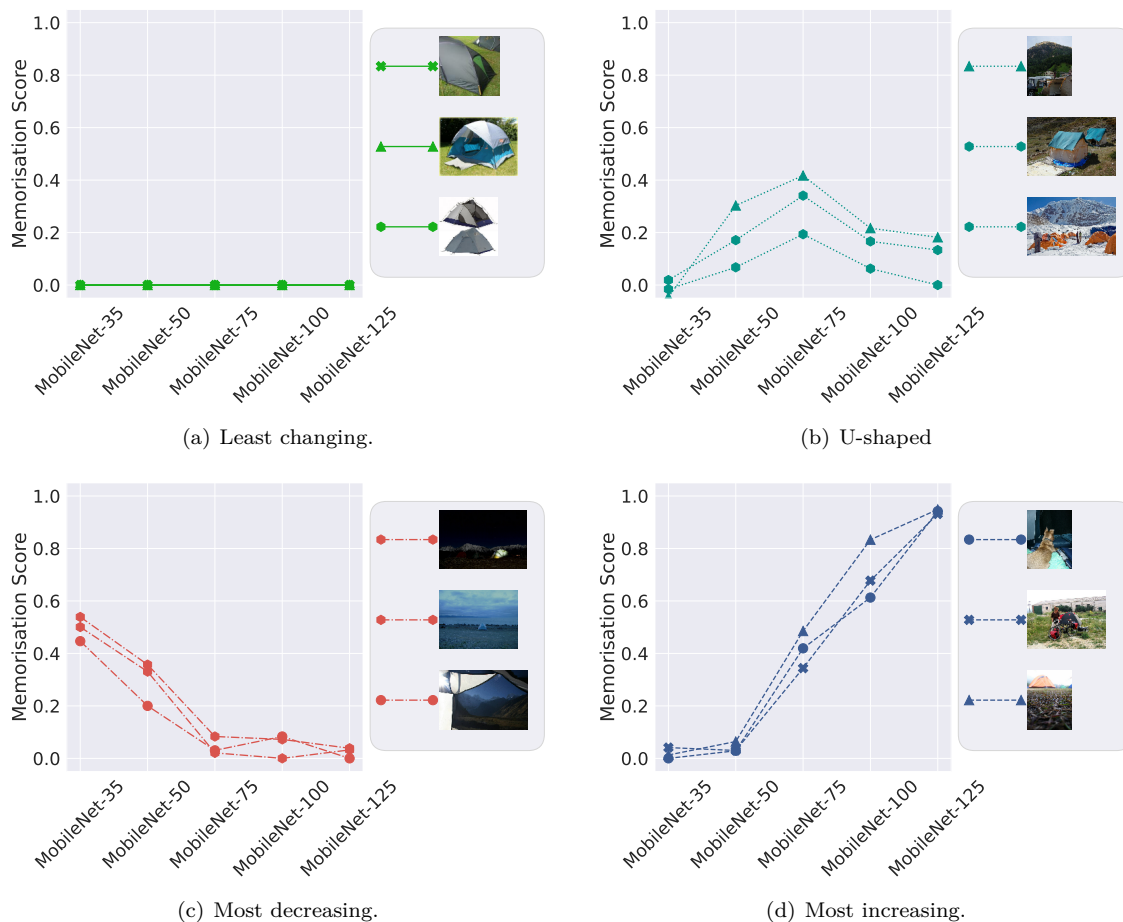 1.0
0.8
0.6
0.4
0.2
0.0
Memorisation Score
MobileNet-35
MobileNet-50
MobileNet-75
MobileNet-100
MobileNet-125
(a) Least changing.
1.0
0.8
0.6
0.4
0.2
0.0
Memorisation Score
MobileNet-35
MobileNet-50
MobileNet-75
MobileNet-100
MobileNet-125
(b) U-shaped
1.0
0.8
0.6
0.4
0.2
0.0
Memorisation Score
MobileNet-35
MobileNet-50
MobileNet-75
MobileNet-100
MobileNet-125
(c) Most decreasing.
1.0
0.8
0.6
0.4
0.2
0.0
Memorisation Score
MobileNet-35
MobileNet-50
MobileNet-75
MobileNet-100
MobileNet-125
(d) Most increasing.